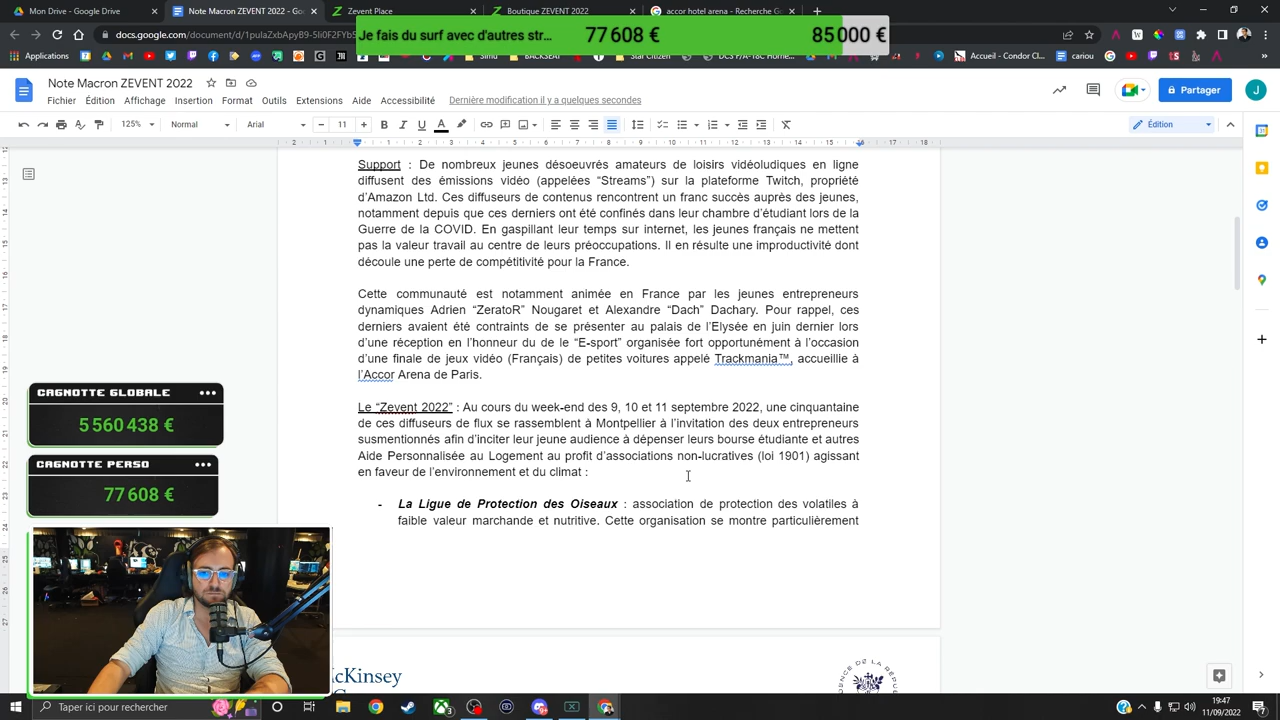 Mon Drive - Google Drive
Note Macron ZEVENT 2022
Boutique ZEVENT 2022
accor hotel arena - Google
docs.google.com/document/d/1pulaZxbApyB9-5Ii0F2FYb5
Je fais du surf avec d'autres str... 77 608 € 85 000 €
Applications
Simu
BACKSEAT
Star Citizen
DCS F/A-18C Horne...
Accueil - Condor Cl...
cariou
Note Macron ZEVENT 2022
Fichier Édition Affichage Insertion Format Outils Extensions Aide Accessibilité Dernière modification il y a quelques secondes
Partager
J
125% Normal Arial 11 Édition
Support : De nombreux jeunes désoeuvrés amateurs de loisirs vidéoludiques en ligne
diffusent des émissions vidéo (appelées “Streams”) sur la plateforme Twitch, propriété
d’Amazon Ltd. Ces diffuseurs de contenus rencontrent un franc succès auprès des jeunes,
notamment depuis que ces derniers ont été confinés dans leur chambre d’étudiant lors de la
Guerre de la COVID. En gaspillant leur temps sur internet, les jeunes français ne mettent
pas la valeur travail au centre de leurs préoccupations. Il en résulte une improductivité dont
découle une perte de compétitivité pour la France.
Cette communauté est notamment animée en France par les jeunes entrepreneurs
dynamiques Adrien “ZeratoR” Nougaret et Alexandre “Dach” Dachary. Pour rappel, ces
derniers avaient été contraints de se présenter au palais de l’Elysée en juin dernier lors
d’une réception en l’honneur du de le “E-sport” organisée fort opportunément à l’occasion
d’une finale de jeux vidéo (Français) de petites voitures appelé Trackmania™, accueillie à
l’Accor Arena de Paris.
Le “Zevent 2022” : Au cours du week-end des 9, 10 et 11 septembre 2022, une cinquantaine
de ces diffuseurs de flux se rassemblent à Montpellier à l’invitation des deux entrepreneurs
susmentionnés afin d’inciter leur jeune audience à dépenser leurs bourse étudiante et autres
Aide Personnalisée au Logement au profit d’associations non-lucratives (loi 1901) agissant
en faveur de l’environnement et du climat :
- La Ligue de Protection des Oiseaux : association de protection des volatiles à
faible valeur marchande et nutritive. Cette organisation se montre particulièrement
CAGNOTTE GLOBALE
5 560 438 €
CAGNOTTE PERSO
77 608 €
McKinsey
Taper ici pour rechercher
19:47
11/09/2022